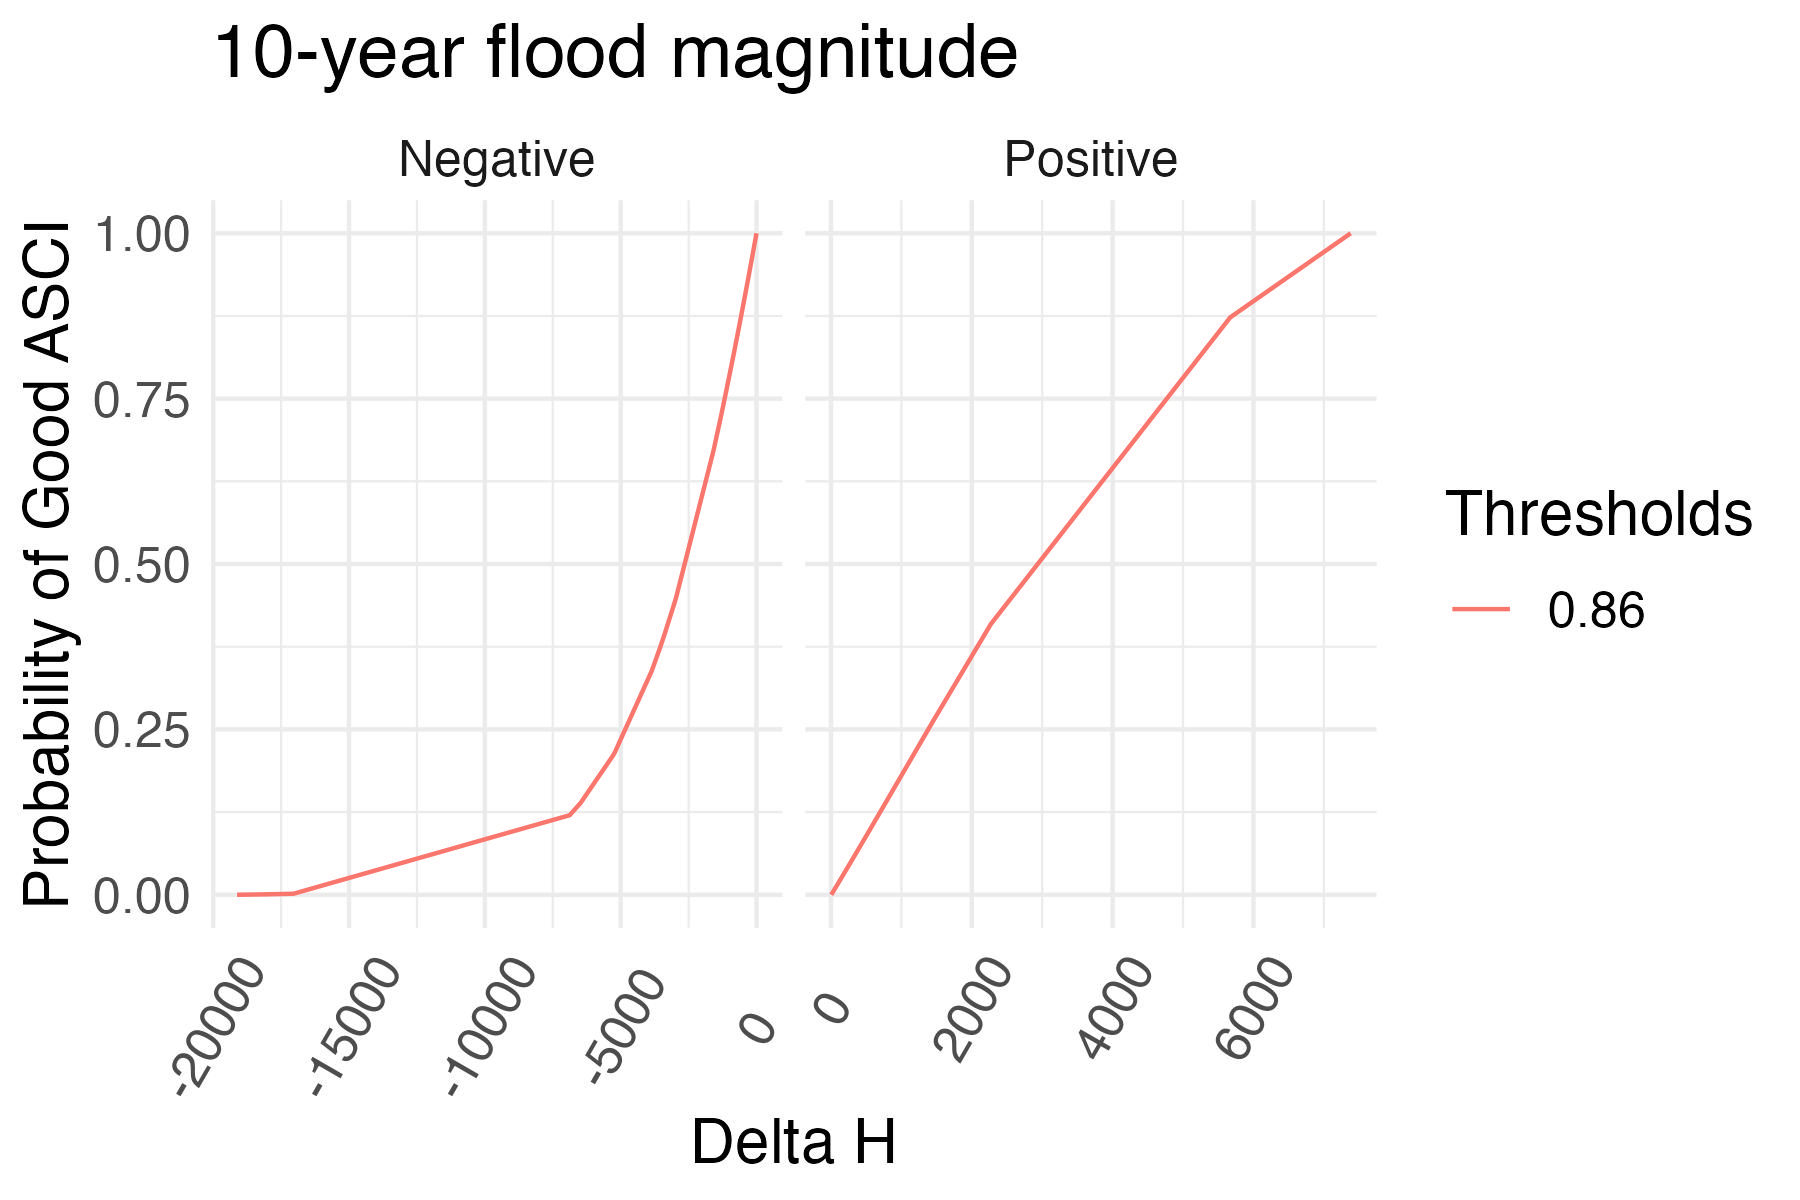 10-year flood magnitude
Negative
Positive
Probability of Good ASCI
1.00
0.75
0.50
0.25
0.00
-20000
-15000
-10000
-5000
0
0
2000
4000
6000
Delta H
Thresholds
0.86